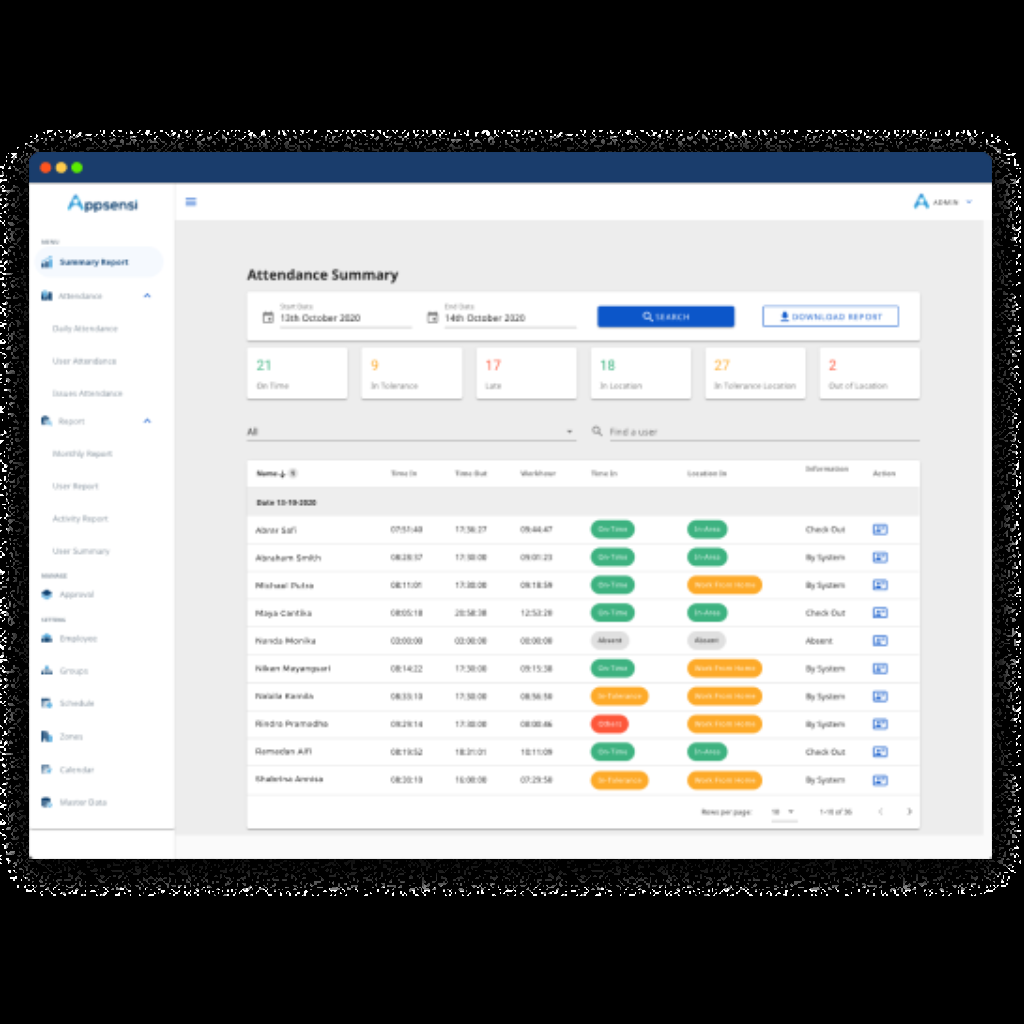 Appsensi
ADMIN
MENU
Summary Report
Attendance
Daily Attendance
User Attendance
Issues Attendance
Report
Monthly Report
User Report
Activity Report
User Summary
MANAGE
Approval
Employee
Groups
Schedule
Zones
Calendar
Master Data
Attendance Summary
Start Date
13th October 2020
End Date
14th October 2020
SEARCH
DOWNLOAD REPORT
21
On Time
9
In Tolerance
17
Late
18
In Location
27
In Tolerance Location
2
Out of Location
All
Find a user
Name Time In Time Out Workhour Time In Location In Information Action
Date 13-10-2020
Abrar Safi 07:51:40 17:36:27 09:44:47 On-Time In-Area Check Out
Abraham Smith 08:28:37 17:30:00 09:01:23 On-Time In-Area By System
Michael Putra 08:11:01 17:30:00 09:18:59 On-Time Work From Home By System
Maya Cantika 08:05:18 20:58:38 12:53:20 On-Time In-Area Check Out
Nanda Monika 00:00:00 00:00:00 00:00:00 Absent Absent Absent
Niken Mayangsari 08:14:22 17:30:00 09:15:38 On-Time Work From Home By System
Kamila 08:33:10 17:30:00 08:56:50 In-Tolerance Work From Home By System
Rindra Pramedha 09:29:14 17:30:00 08:00:46 Others Work From Home By System
Ramadan Alfi 08:19:52 18:31:01 10:11:09 On-Time In-Area Check Out
Shabrina Annisa 08:30:10 16:00:00 07:29:50 In-Tolerance Work From Home By System
Rows per page: 10 1-10 of 36